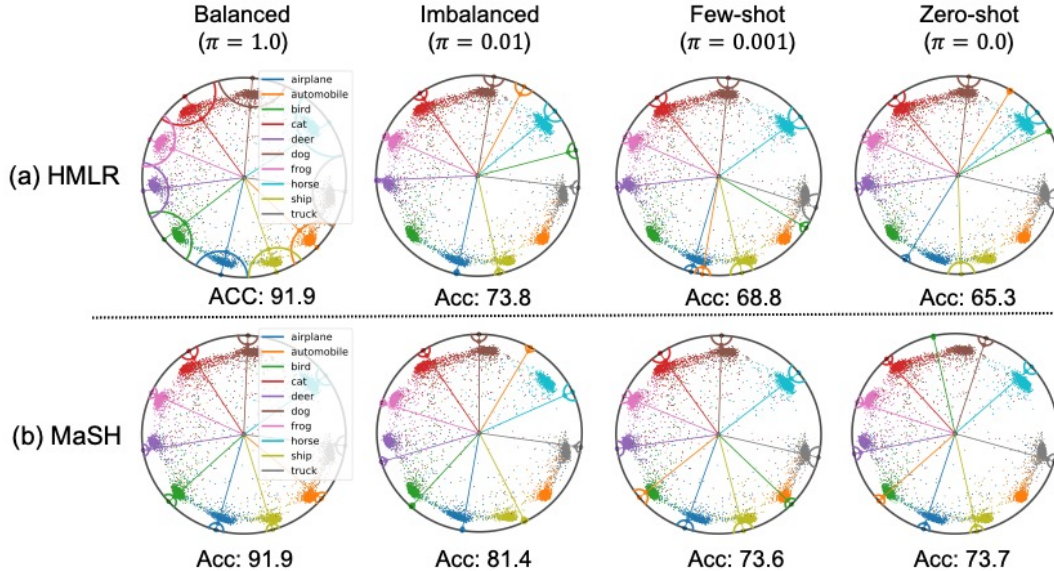 Balanced Imbalanced Few-shot Zero-shot
(π = 1.0) (π = 0.01) (π = 0.001) (π = 0.0)
airplane
automobile
bird
cat
deer
dog
frog
horse
ship
truck
(a) HMLR
ACC: 91.9 Acc: 73.8 Acc: 68.8 Acc: 65.3
airplane
automobile
bird
cat
deer
dog
frog
horse
ship
truck
(b) MaSH
Acc: 91.9 Acc: 81.4 Acc: 73.6 Acc: 73.7